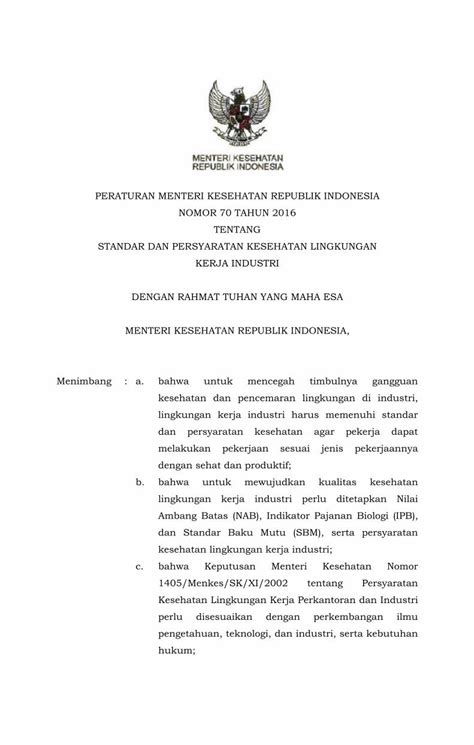 MENTERI KESEHATAN
REPUBLIK INDONESIA
PERATURAN MENTERI KESEHATAN REPUBLIK INDONESIA
NOMOR 70 TAHUN 2016
TENTANG
STANDAR DAN PERSYARATAN KESEHATAN LINGKUNGAN
KERJA INDUSTRI
DENGAN RAHMAT TUHAN YANG MAHA ESA
MENTERI KESEHATAN REPUBLIK INDONESIA,
Menimbang : a. bahwa untuk mencegah timbulnya gangguan
kesehatan dan pencemaran lingkungan di industri,
lingkungan kerja industri harus memenuhi standar
dan persyaratan kesehatan agar pekerja dapat
melakukan pekerjaan sesuai jenis pekerjaannya
dengan sehat dan produktif;
b. bahwa untuk mewujudkan kualitas kesehatan
lingkungan kerja industri perlu ditetapkan Nilai
Ambang Batas (NAB), Indikator Pajanan Biologi (IPB),
dan Standar Baku Mutu (SBM), serta persyaratan
kesehatan lingkungan kerja industri;
c. bahwa Keputusan Menteri Kesehatan Nomor
1405/Menkes/SK/XI/2002 tentang Persyaratan
Kesehatan Lingkungan Kerja Perkantoran dan Industri
perlu disesuaikan dengan perkembangan ilmu
pengetahuan, teknologi, dan industri, serta kebutuhan
hukum;